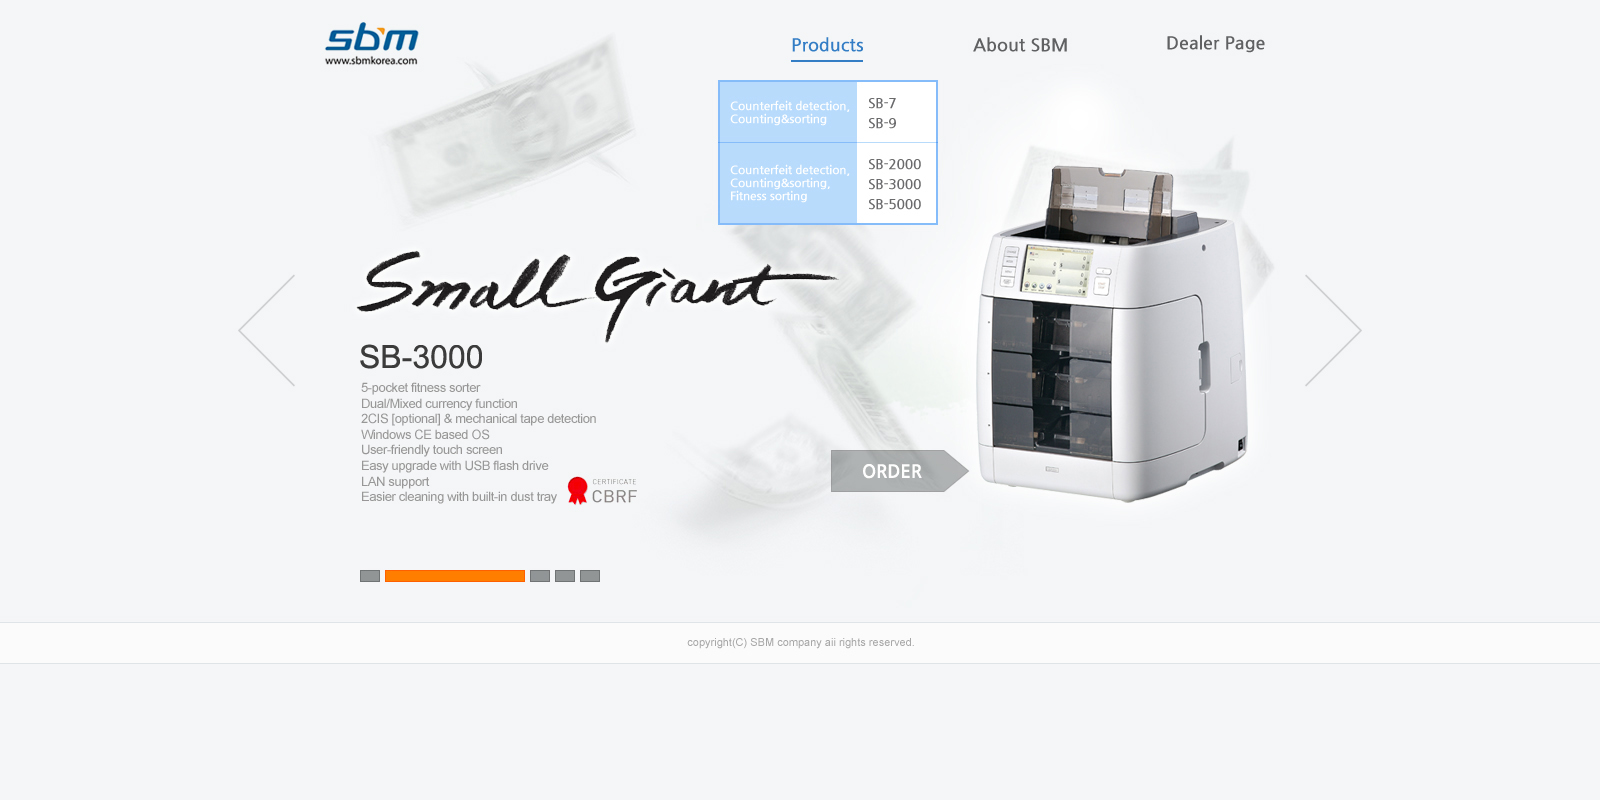 sbm
www.sbmkorea.com
Products
About SBM
Dealer Page
Counterfeit detection,
Counting&sorting
SB-7
SB-9
Counterfeit detection,
Counting&sorting,
Fitness sorting
SB-2000
SB-3000
SB-5000
Small Giant
SB-3000
5-pocket fitness sorter
Dual/Mixed currency function
2CIS [optional] & mechanical tape detection
Windows CE based OS
User-friendly touch screen
Easy upgrade with USB flash drive
LAN support
Easier cleaning with built-in dust tray
CERTIFICATE
CBRF
ORDER
copyright(C) SBM company aii rights reserved.